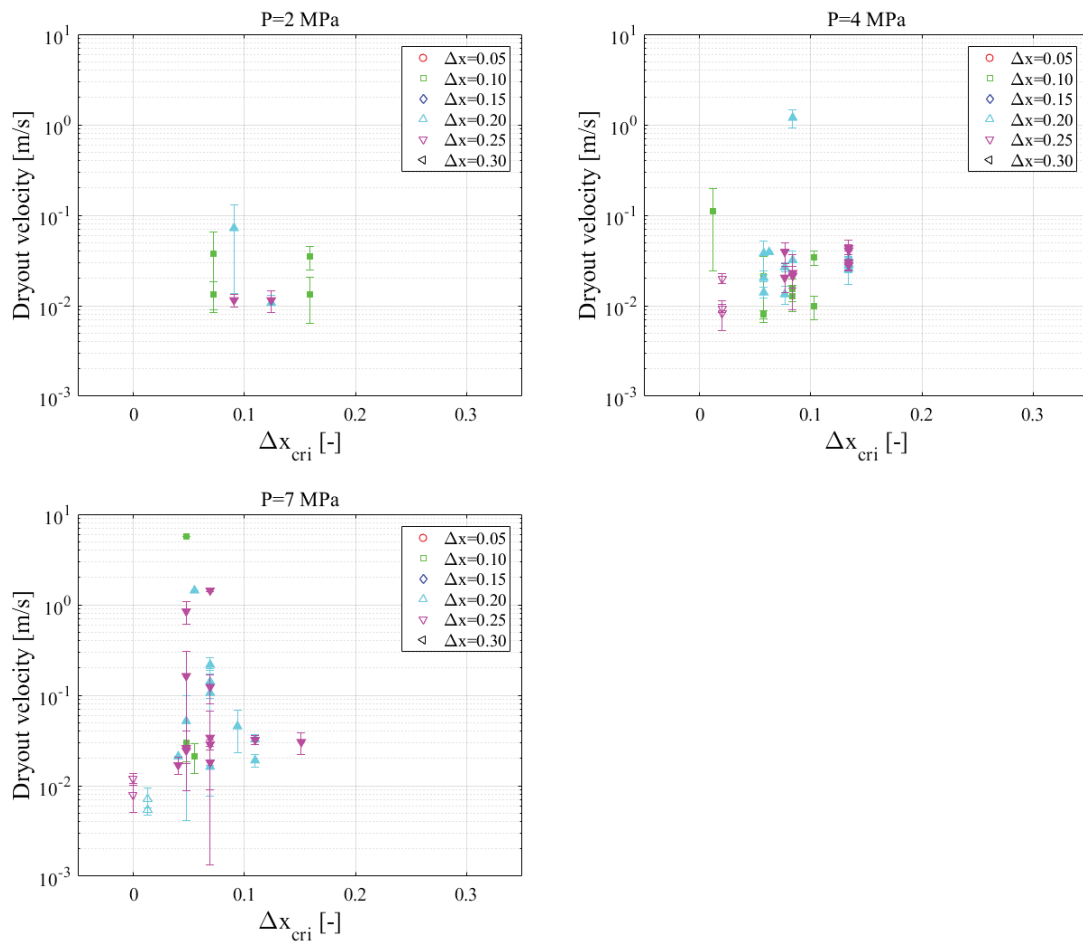 P=2 MPa
Dryout velocity [m/s]
10^1
10^0
10^-1
10^-2
10^-3
0
0.1
0.2
0.3
Δx_cri [-]
Δx=0.05
Δx=0.10
Δx=0.15
Δx=0.20
Δx=0.25
Δx=0.30
P=4 MPa
Dryout velocity [m/s]
10^1
10^0
10^-1
10^-2
10^-3
0
0.1
0.2
0.3
Δx_cri [-]
Δx=0.05
Δx=0.10
Δx=0.15
Δx=0.20
Δx=0.25
Δx=0.30
P=7 MPa
Dryout velocity [m/s]
10^1
10^0
10^-1
10^-2
10^-3
0
0.1
0.2
0.3
Δx_cri [-]
Δx=0.05
Δx=0.10
Δx=0.15
Δx=0.20
Δx=0.25
Δx=0.30